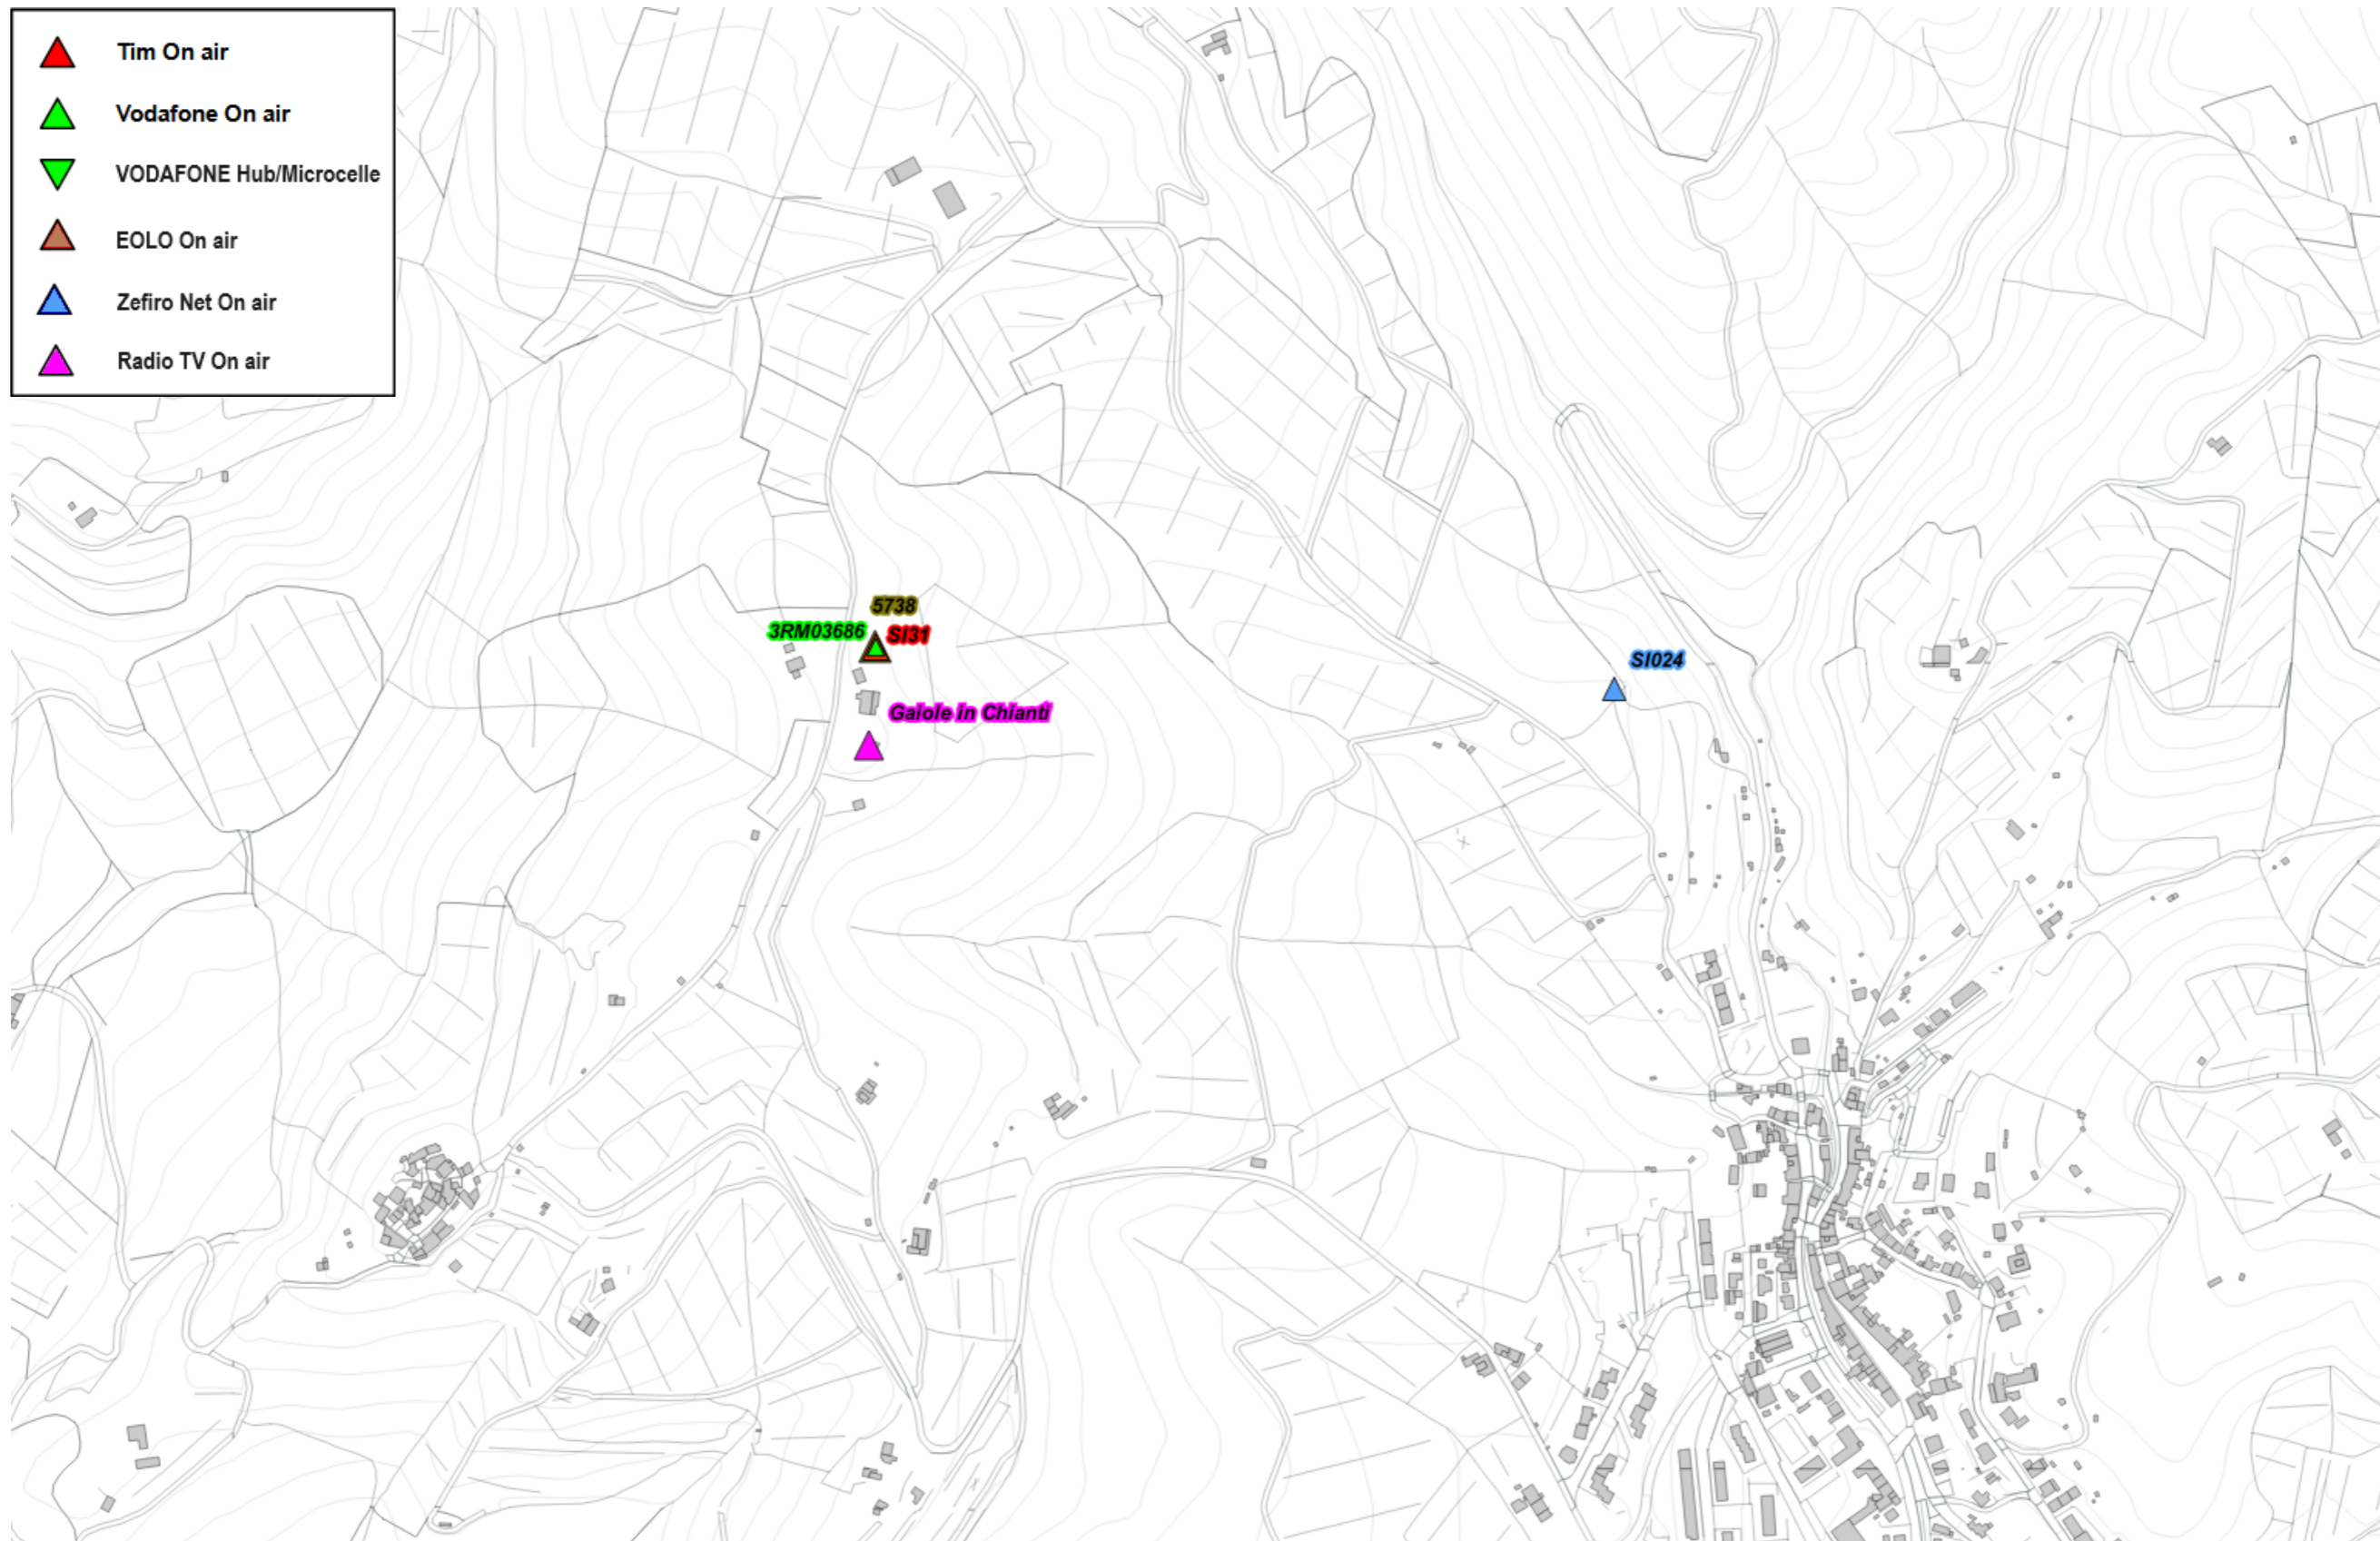 Tim On air
Vodafone On air
VODAFONE Hub/Microcelle
EOLO On air
Zefiro Net On air
Radio TV On air
5738
3RM03686 SI31
SI024
Gaiole in Chianti